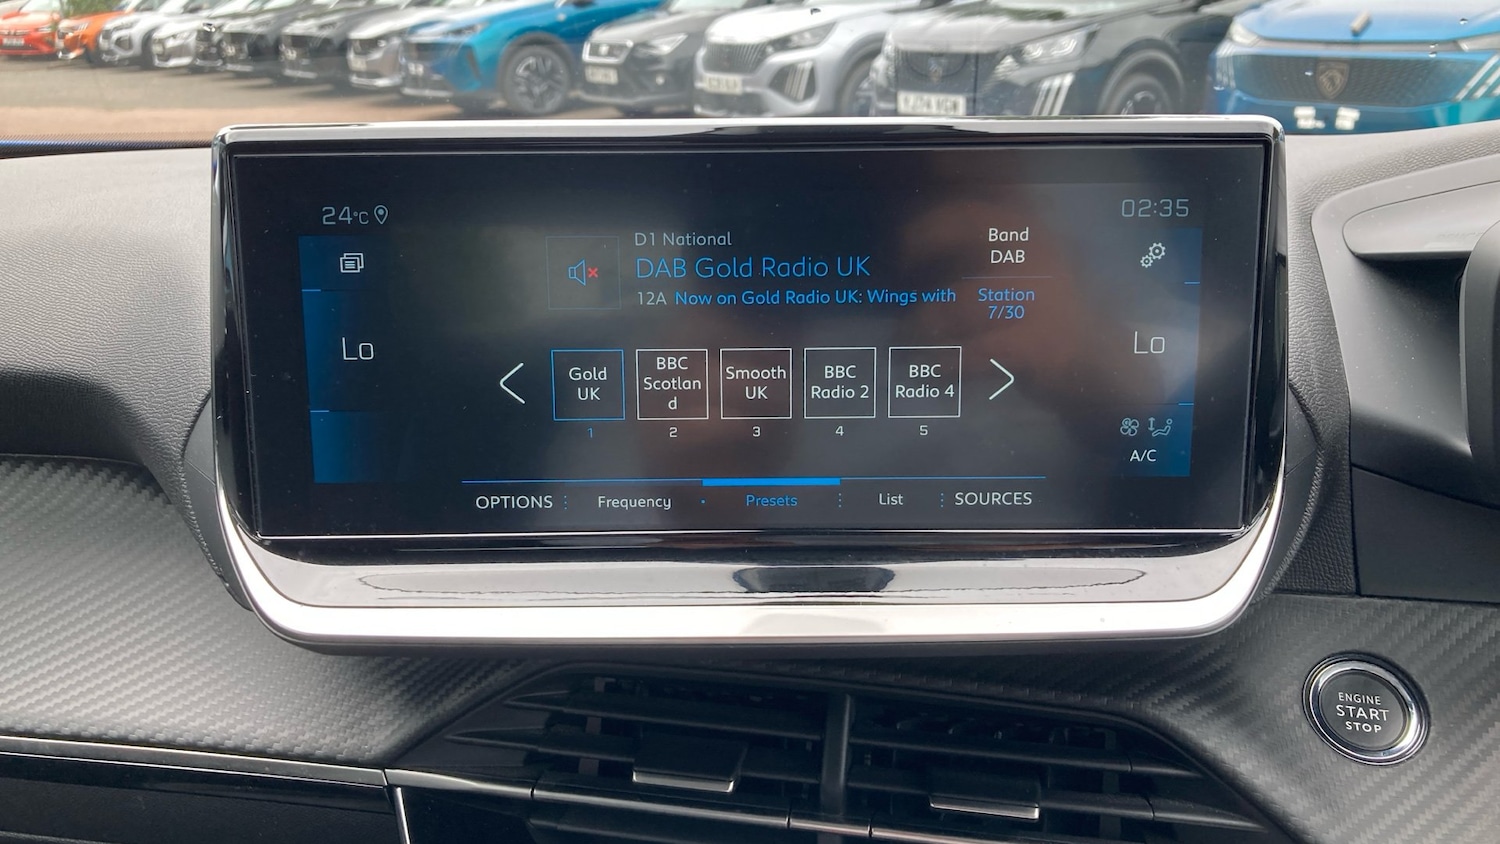 24°C
02:35
D1 National
DAB Gold Radio UK
12A Now on Gold Radio UK: Wings with
Band
DAB
Station
7/30
Lo
Lo
Gold
UK
BBC
Scotlan
d
Smooth
UK
BBC
Radio 2
BBC
Radio 4
1
2
3
4
5
A/C
OPTIONS
Frequency
Presets
List
SOURCES
ENGINE
START
STOP